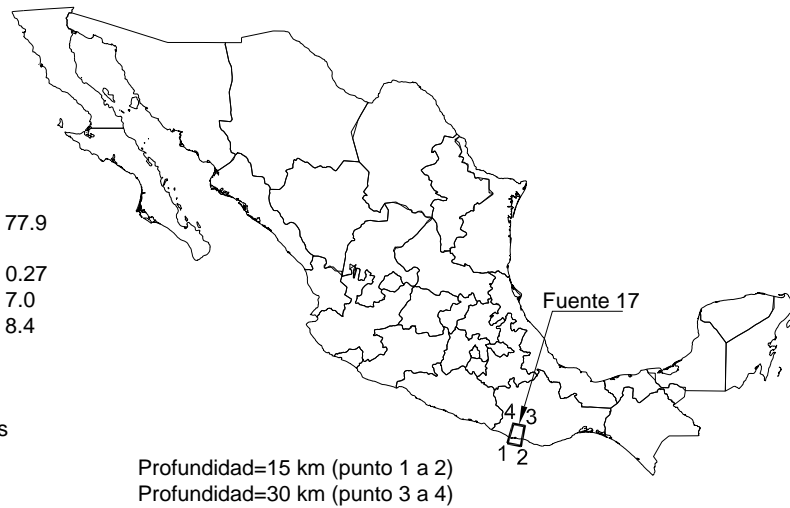 77.9
0.27
7.0
8.4
Fuente 17
4 3
1 2
s
Profundidad=15 km (punto 1 a 2)
Profundidad=30 km (punto 3 a 4)